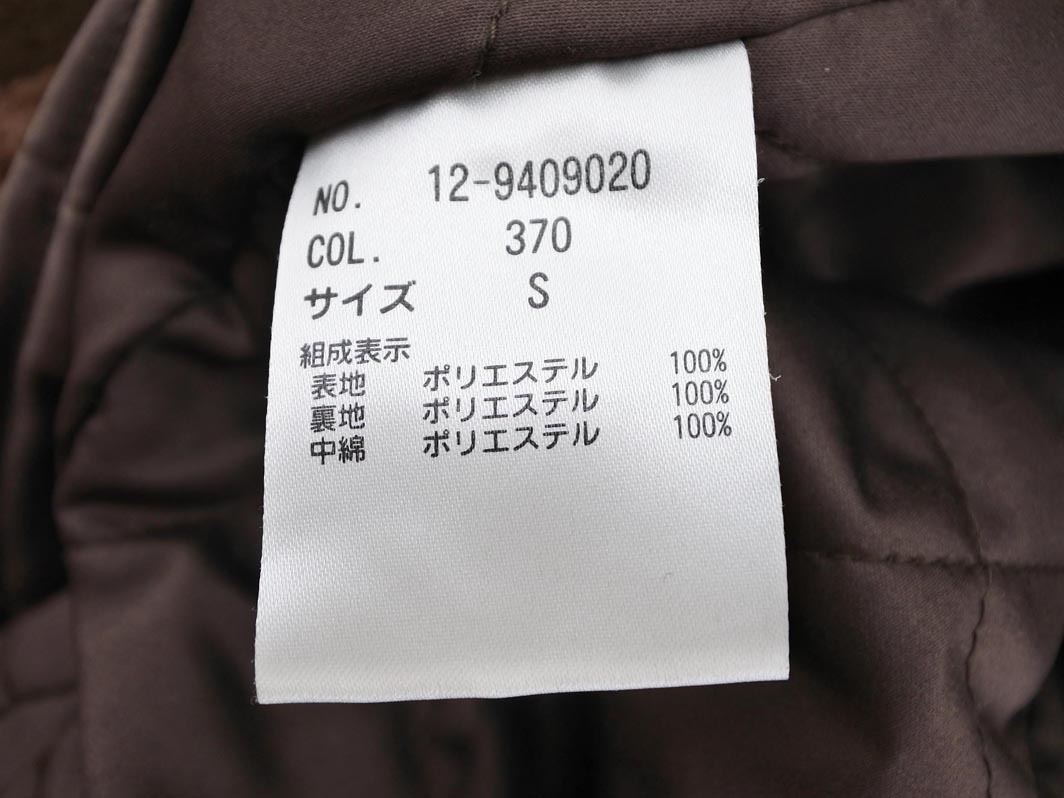 NO. 12-9409020
COL. 370
サイズ S
組成表示
表地 ポリエステル 100%
裏地 ポリエステル 100%
中綿 ポリエステル 100%